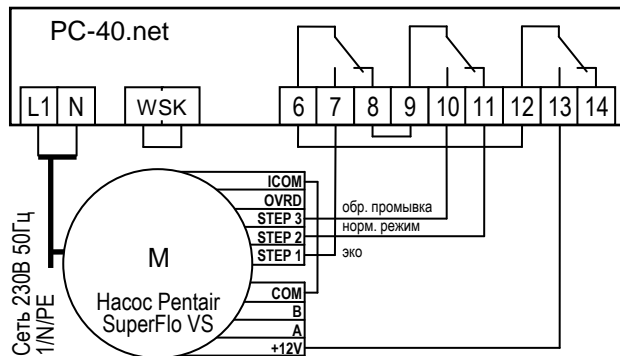 PC-40.net
L1 N WSK 6 7 8 9 10 11 12 13 14
ICOM
OVRD
STEP 3 обр. промывка
STEP 2 норм. режим
STEP 1 эко
M
Насос Pentair
SuperFlo VS
COM
B
A
+12V
Сеть 230В 50Гц
1/N/PE